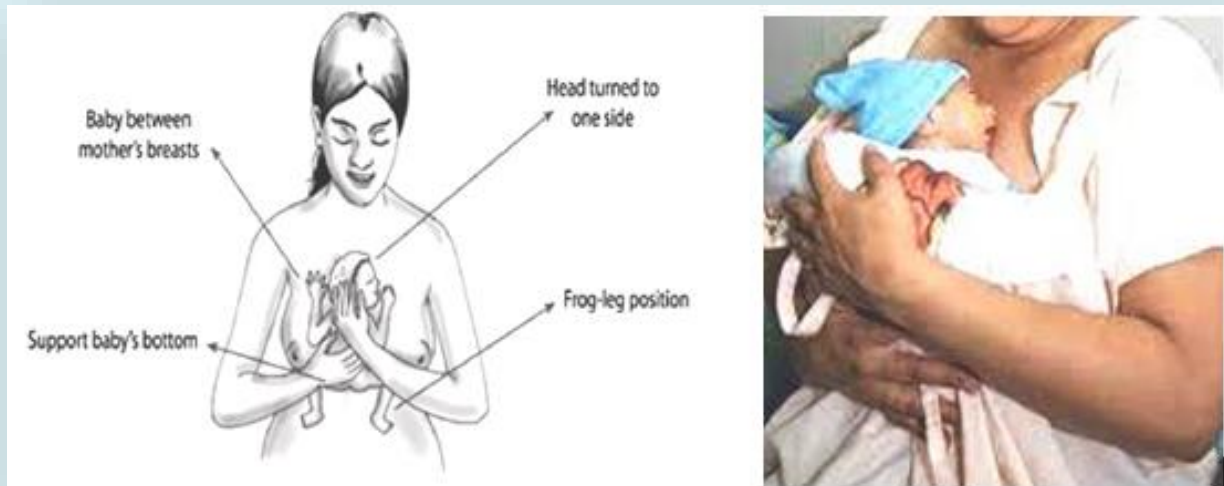 Baby between
mother's breasts
Head turned to
one side
Frog-leg position
Support baby's bottom